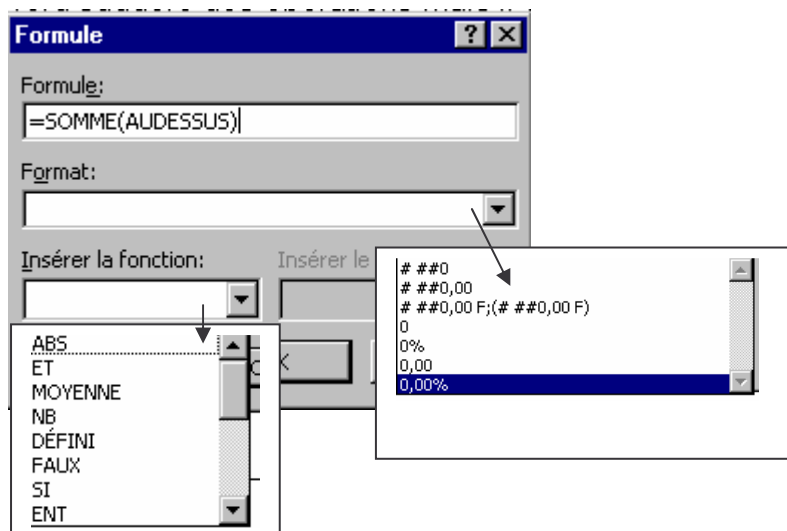 Formule
Formule:
=SOMME(AUDESSUS)
Format:
Insérer la fonction:
Insérer le
# ##0
# ##0,00
# ##0,00 F;(# ##0,00 F)
0
0%
0,00
0,00%
ABS
ET
MOYENNE
NB
DÉFINI
FAUX
SI
ENT